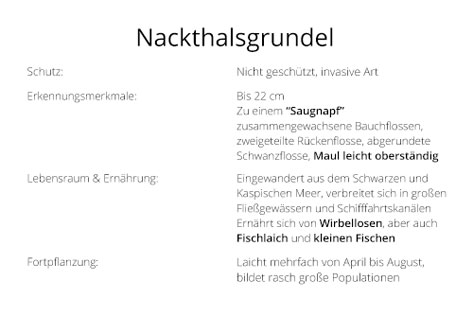 Nackthalsgrundel
Schutz: Nicht geschützt, invasive Art
Erkennungsmerkmale: Bis 22 cm
Zu einem “Saugnapf”
zusammengewachsene Bauchflossen,
zweigeteilte Rückenflosse, abgerundete
Schwanzflosse, Maul leicht oberständig
Lebensraum & Ernährung: Eingewandert aus dem Schwarzen und
Kaspischen Meer, verbreitet sich in großen
Fließgewässern und Schifffahrtskanälen
Ernährt sich von Wirbellosen, aber auch
Fischlaich und kleinen Fischen
Fortpflanzung: Laicht mehrfach von April bis August,
bildet rasch große Populationen